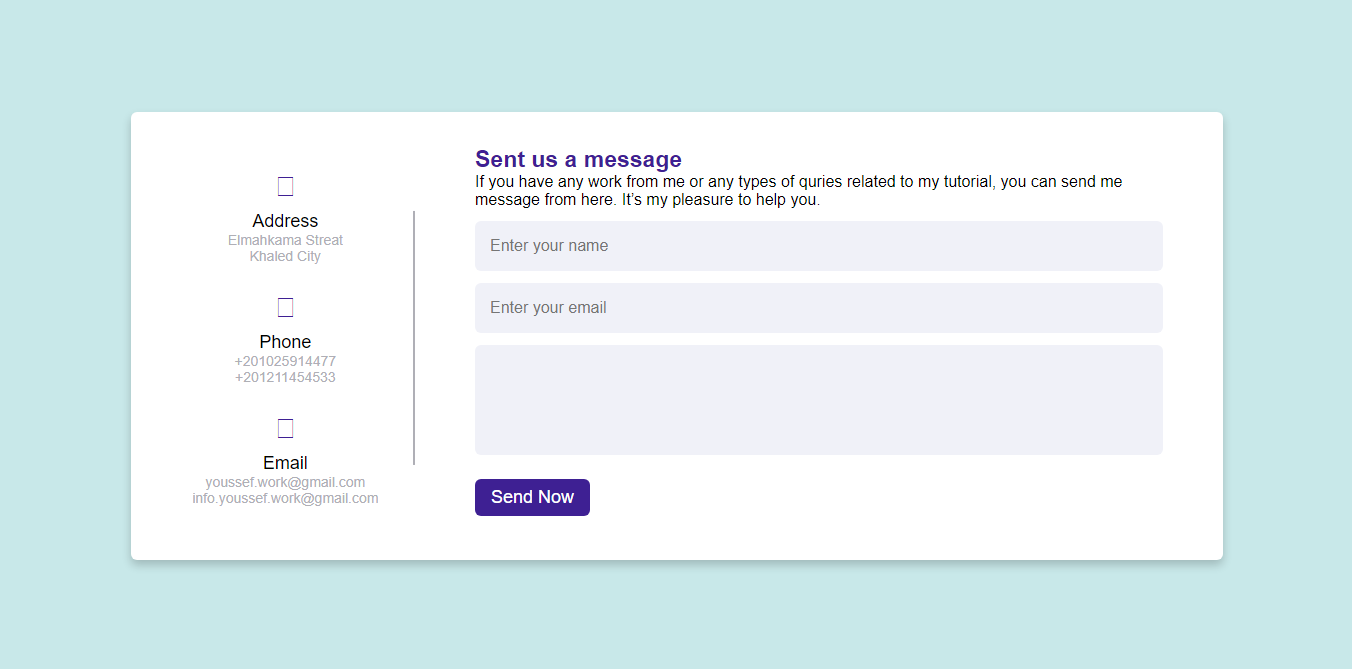 Address
Elmahkama Streat
Khaled City
Phone
+201025914477
+201211454533
Email
youssef.work@gmail.com
info.youssef.work@gmail.com
Sent us a message
If you have any work from me or any types of quries related to my tutorial, you can send me
message from here. It’s my pleasure to help you.
Enter your name
Enter your email
Send Now